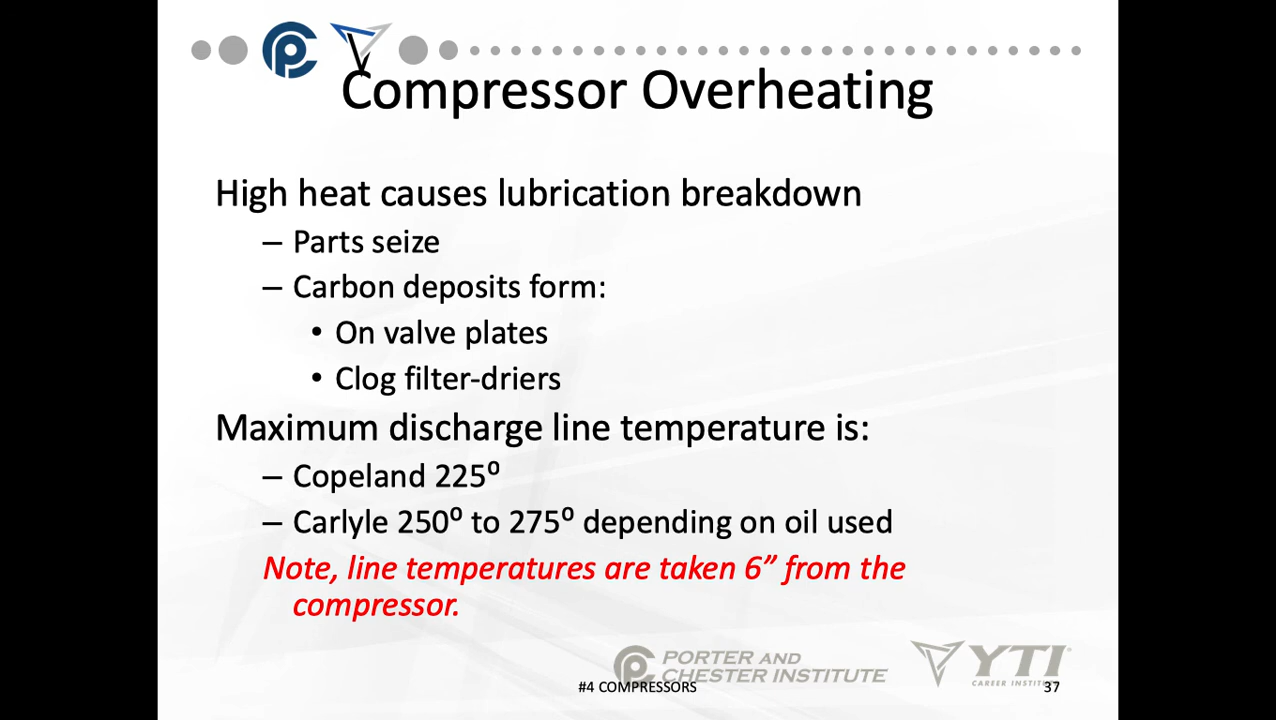 Compressor Overheating
High heat causes lubrication breakdown
– Parts seize
– Carbon deposits form:
• On valve plates
• Clog filter-driers
Maximum discharge line temperature is:
– Copeland 225⁰
– Carlyle 250⁰ to 275⁰ depending on oil used
Note, line temperatures are taken 6” from the
compressor.
PORTER AND
CHESTER INSTITUTE
YTI
CAREER
#4 COMPRESSORS
37